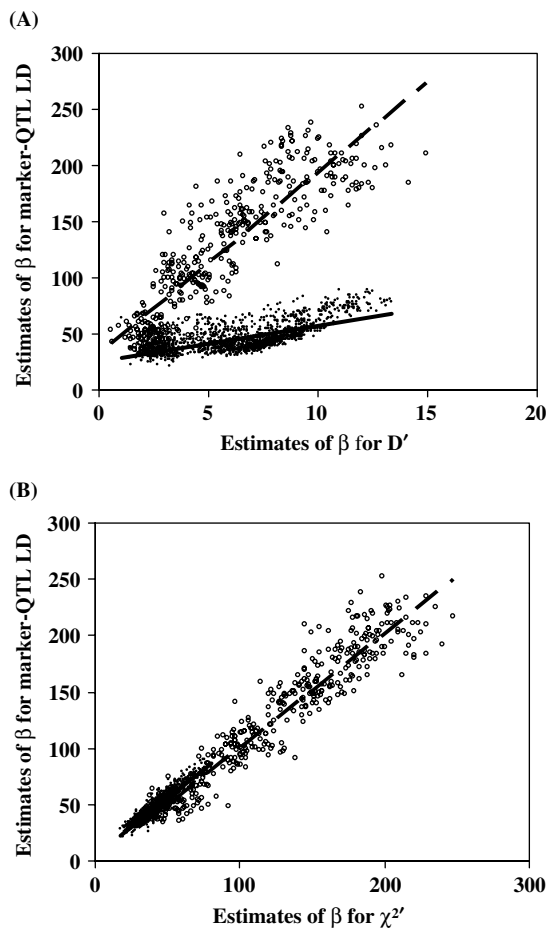 (A)
300
250
200
150
100
50
0
0 5 10 15 20
Estimates of β for marker-QTL LD
Estimates of β for D′
(B)
300
250
200
150
100
50
0
0 100 200 300
Estimates of β for marker-QTL LD
Estimates of β for χ²′